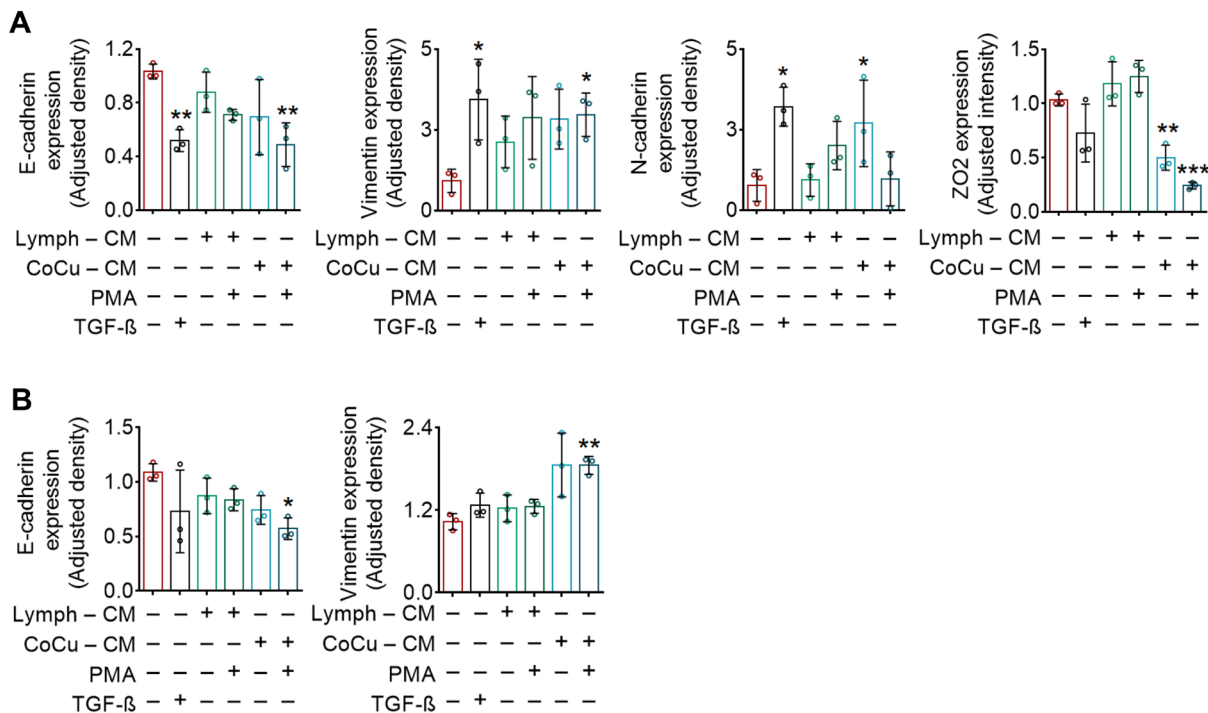 A
E-cadherin
expression
(Adjusted density)
1.2
0.8
0.4
0.0
** **
Lymph – CM – – + + – –
CoCu – CM – – – – + +
PMA – – – + – +
TGF-ß – + – – – –
Vimentin expression
(Adjusted density)
5
3
0
* *
Lymph – CM – – + + – –
CoCu – CM – – – – + +
PMA – – – + – +
TGF-ß – + – – – –
N-cadherin
expression
(Adjusted density)
5
3
0
* *
Lymph – CM – – + + – –
CoCu – CM – – – – + +
PMA – – – + – +
TGF-ß – + – – – –
ZO2 expression
(Adjusted intensity)
1.5
1.0
0.5
0.0
** ***
Lymph – CM – – + + – –
CoCu – CM – – – – + +
PMA – – – + – +
TGF-ß – + – – – –
B
E-cadherin
expression
(Adjusted density)
1.5
1.0
0.5
0.0
*
Lymph – CM – – + + – –
CoCu – CM – – – – + +
PMA – – – + – +
TGF-ß – + – – – –
Vimentin expression
(Adjusted density)
2.4
1.2
0.0
**
Lymph – CM – – + + – –
CoCu – CM – – – – + +
PMA – – – + – +
TGF-ß – + – – – –